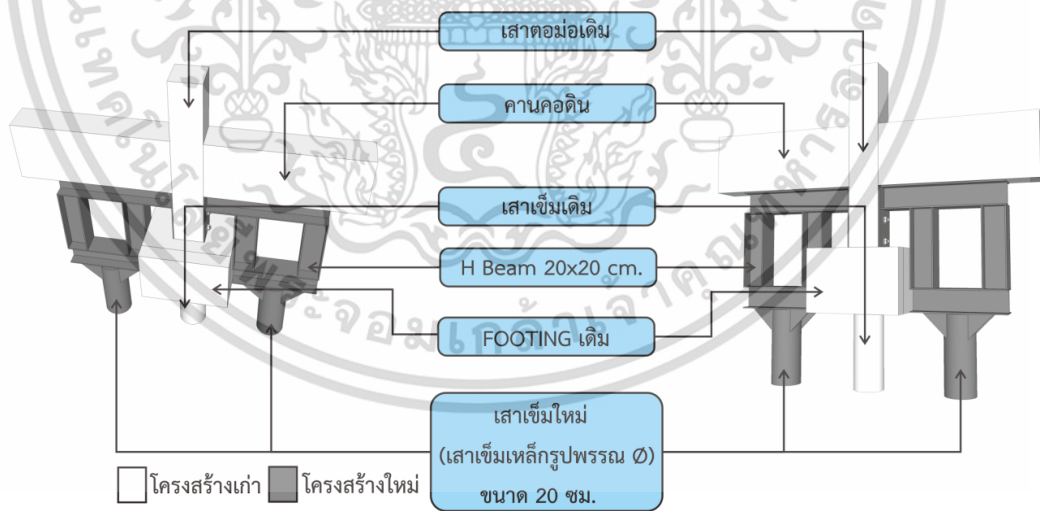 เสาตอม่อเดิม
คานคอดิน
เสาเข็มเดิม
H Beam 20x20 cm.
FOOTING เดิม
เสาเข็มใหม่
(เสาเข็มเหล็กรูปพรรณ Ø)
ขนาด 20 ซม.
โครงสร้างเก่า โครงสร้างใหม่